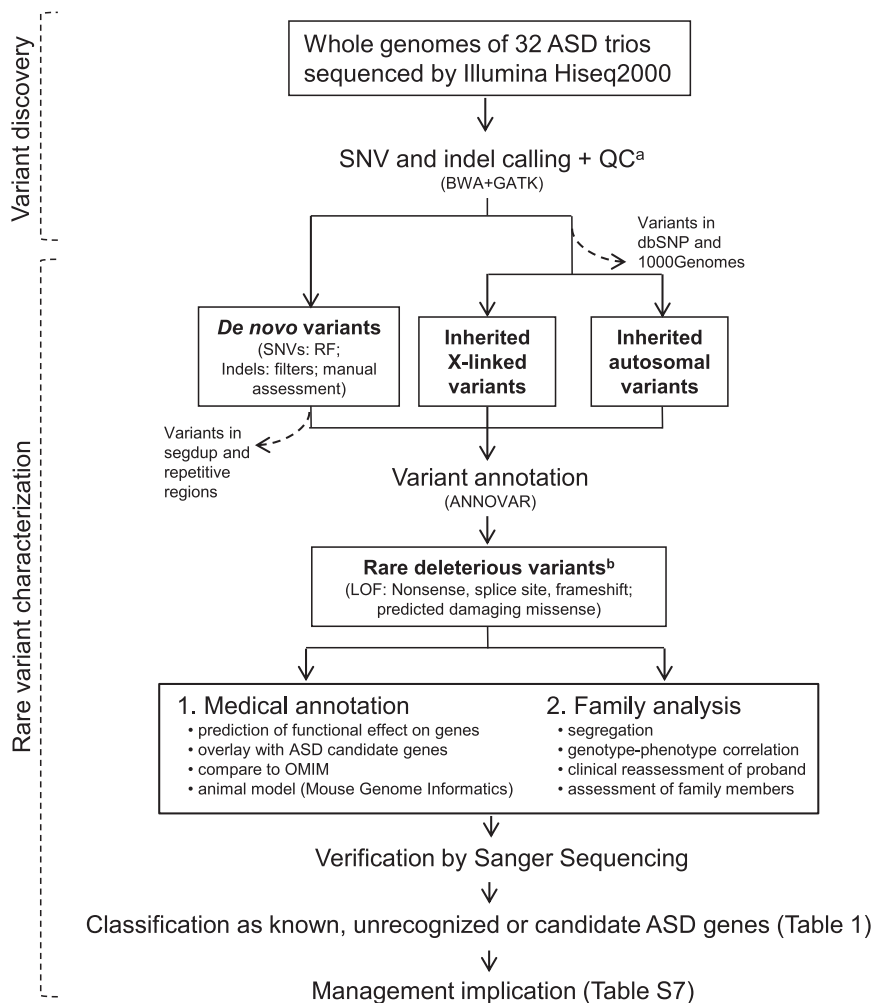 Variant discovery
Whole genomes of 32 ASD trios
sequenced by Illumina Hiseq2000
SNV and indel calling + QCᵃ
(BWA+GATK)
Variants in
dbSNP and
1000Genomes
Rare variant characterization
De novo variants
(SNVs: RF;
Indels: filters; manual
assessment)
Inherited
X-linked
variants
Inherited
autosomal
variants
Variants in
segdup and
repetitive
regions
Variant annotation
(ANNOVAR)
Rare deleterious variantsᵇ
(LOF: Nonsense, splice site, frameshift;
predicted damaging missense)
1. Medical annotation
• prediction of functional effect on genes
• overlay with ASD candidate genes
• compare to OMIM
• animal model (Mouse Genome Informatics)
2. Family analysis
• segregation
• genotype-phenotype correlation
• clinical reassessment of proband
• assessment of family members
Verification by Sanger Sequencing
Classification as known, unrecognized or candidate ASD genes (Table 1)
Management implication (Table S7)